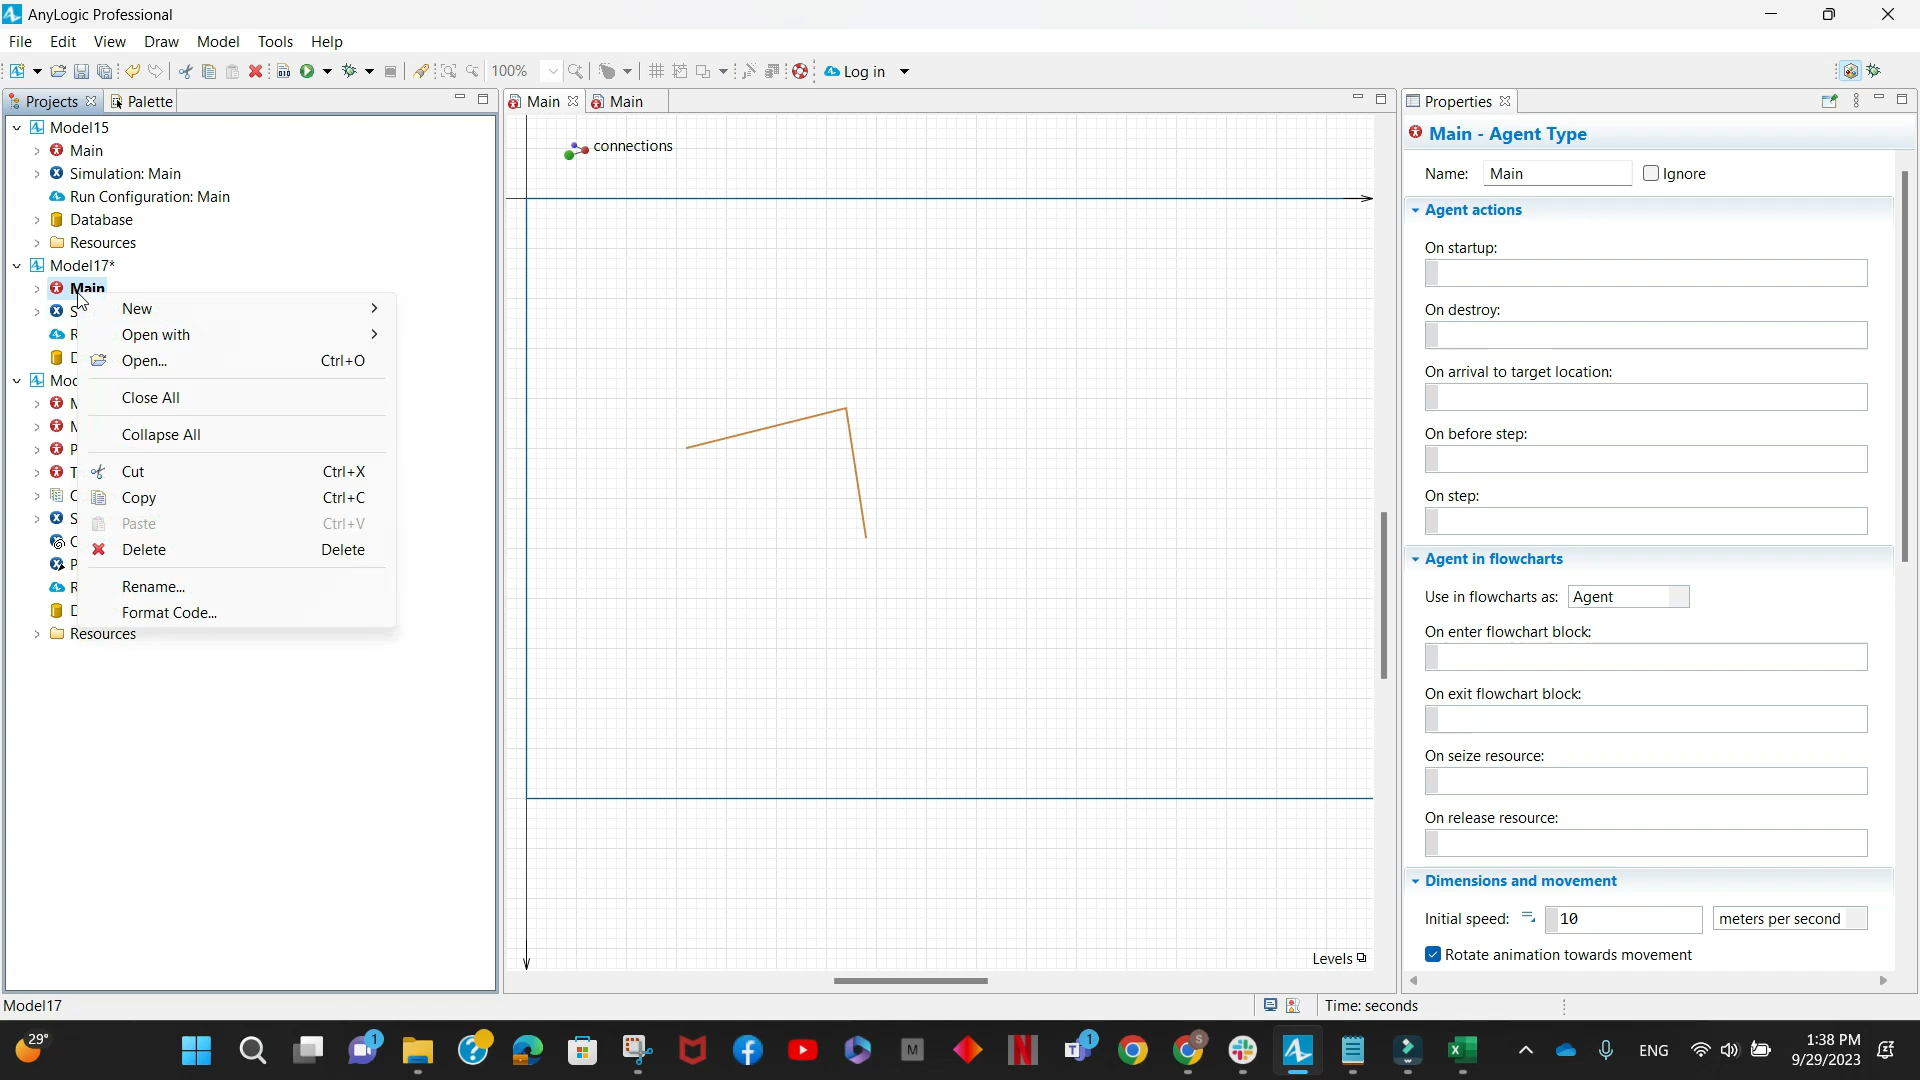 AnyLogic Professional
File Edit View Draw Model Tools Help
100% Log in
Projects Palette
Model15
Main
Simulation: Main
Run Configuration: Main
Database
Resources
Model17*
Main
S
R
D
Moc
M
M
P
T
C
S
C
P
R
D
Resources
New
Open with
Open... Ctrl+O
Close All
Collapse All
Cut Ctrl+X
Copy Ctrl+C
Paste Ctrl+V
Delete Delete
Rename...
Format Code...
Main Main
connections
Levels
Properties
Main - Agent Type
Name: Main Ignore
Agent actions
On startup:
On destroy:
On arrival to target location:
On before step:
On step:
Agent in flowcharts
Use in flowcharts as: Agent
On enter flowchart block:
On exit flowchart block:
On seize resource:
On release resource:
Dimensions and movement
Initial speed: 10 meters per second
Rotate animation towards movement
Model17 Time: seconds
29° 1 M 1 S ENG 1:38 PM
9/29/2023